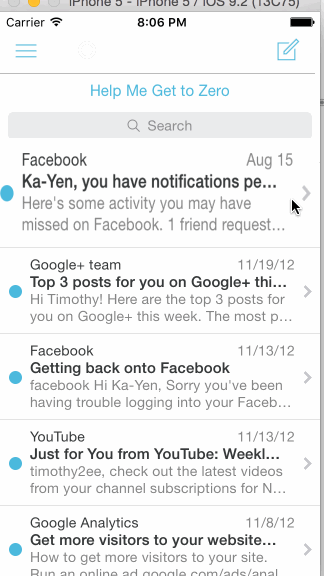 iPhone 5 - iPhone 5 / iOS 9.2 (13C75)
Carrier 8:06 PM
Help Me Get to Zero
Search
Facebook Aug 15
Ka-Yen, you have notifications pe...
Here's some activity you may have
missed on Facebook. 1 friend request...
Google+ team 11/19/12
Top 3 posts for you on Google+ thi...
Hi Timothy! Here are the top 3 posts for
you on Google+ this week. The most p...
Facebook 11/13/12
Getting back onto Facebook
facebook Hi Ka-Yen, Sorry you've been
having trouble logging into your Faceb...
YouTube 11/13/12
Just for You from YouTube: Weekl...
timothy2ee, check out the latest videos
from your channel subscriptions for N...
Google Analytics 11/8/12
Get more visitors to your website...
How to get more visitors to your site.
Run an online ad google.com/ads/anal